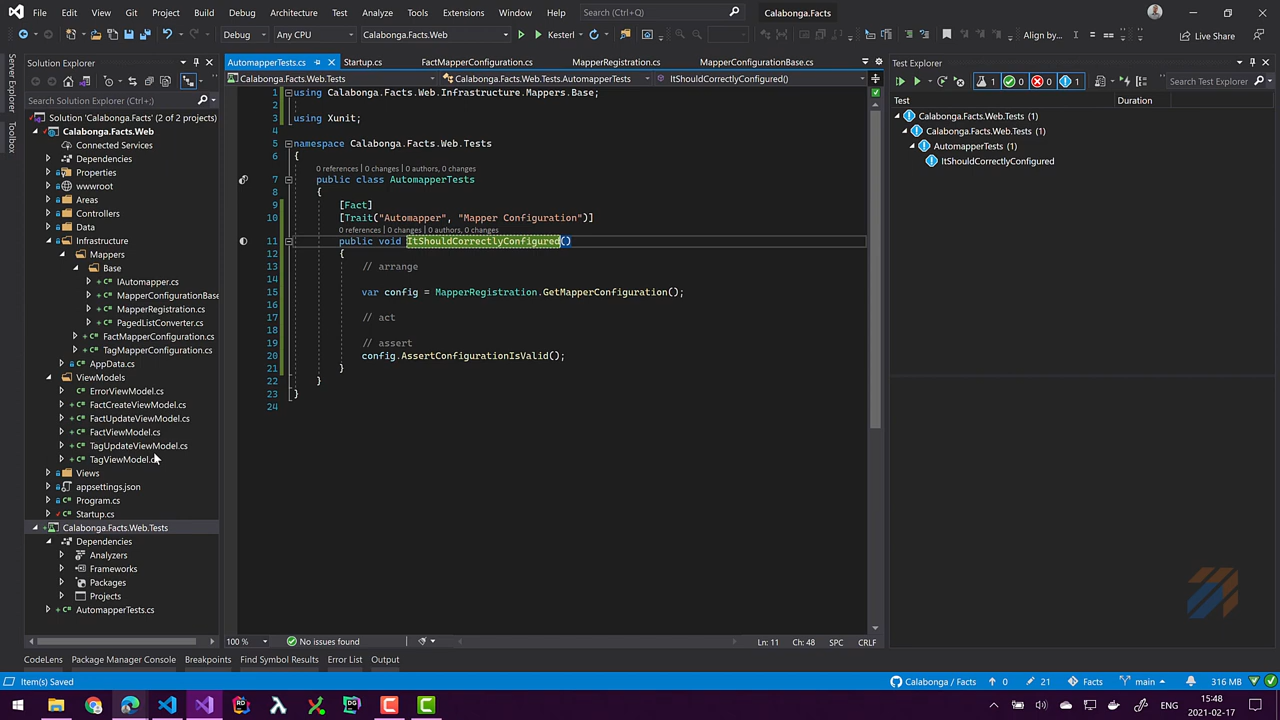 File Edit View Git Project Build Debug Architecture Test Analyze Tools Extensions Window Help Search (Ctrl+;) Calabonga.Facts
Debug Any CPU Calabonga.Facts.Web Kesterl Align by... Live Share
Server Explorer
Toolbox
Solution Explorer
Search Solution Explorer (Ctrl+;)
Solution 'Calabonga.Facts' (2 of 2 projects)
Calabonga.Facts.Web
Connected Services
Dependencies
Properties
wwwroot
Areas
Controllers
Data
Infrastructure
Mappers
Base
IAutomapper.cs
MapperConfigurationBase
MapperRegistration.cs
PagedListConverter.cs
FactMapperConfiguration.cs
TagMapperConfiguration.cs
AppData.cs
ViewModels
ErrorViewModel.cs
FactCreateViewModel.cs
FactUpdateViewModel.cs
FactViewModel.cs
TagUpdateViewModel.cs
TagViewModel.cs
Views
appsettings.json
Program.cs
Startup.cs
Calabonga.Facts.Web.Tests
Dependencies
Analyzers
Frameworks
Packages
Projects
AutomapperTests.cs
AutomapperTests.cs Startup.cs FactMapperConfiguration.cs MapperRegistration.cs MapperConfigurationBase.cs
Calabonga.Facts.Web.Tests Calabonga.Facts.Web.Tests.AutomapperTests ItShouldCorrectlyConfigured()
1 using Calabonga.Facts.Web.Infrastructure.Mappers.Base;
2
3 using Xunit;
4
5 namespace Calabonga.Facts.Web.Tests
6 {
0 references | 0 changes | 0 authors, 0 changes
7 public class AutomapperTests
8 {
9 [Fact]
10 [Trait("Automapper", "Mapper Configuration")]
0 references | 0 changes | 0 authors, 0 changes
11 public void ItShouldCorrectlyConfigured()
12 {
13 // arrange
14
15 var config = MapperRegistration.GetMapperConfiguration();
16
17 // act
18
19 // assert
20 config.AssertConfigurationIsValid();
21 }
22 }
23 }
24
100 % No issues found Ln: 11 Ch: 48 SPC CRLF
Test Explorer
1 0 0 1 Search Test Explorer
Test Duration
Calabonga.Facts.Web.Tests (1)
Calabonga.Facts.Web.Tests (1)
AutomapperTests (1)
ItShouldCorrectlyConfigured
CodeLens Package Manager Console Breakpoints Find Symbol Results Error List Output
Item(s) Saved Calabonga / Facts 0 21 Facts main 316 MB
ENG 15:48
2021-02-17